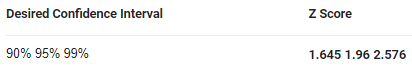 Desired Confidence Interval Z Score
90% 95% 99% 1.645 1.96 2.576